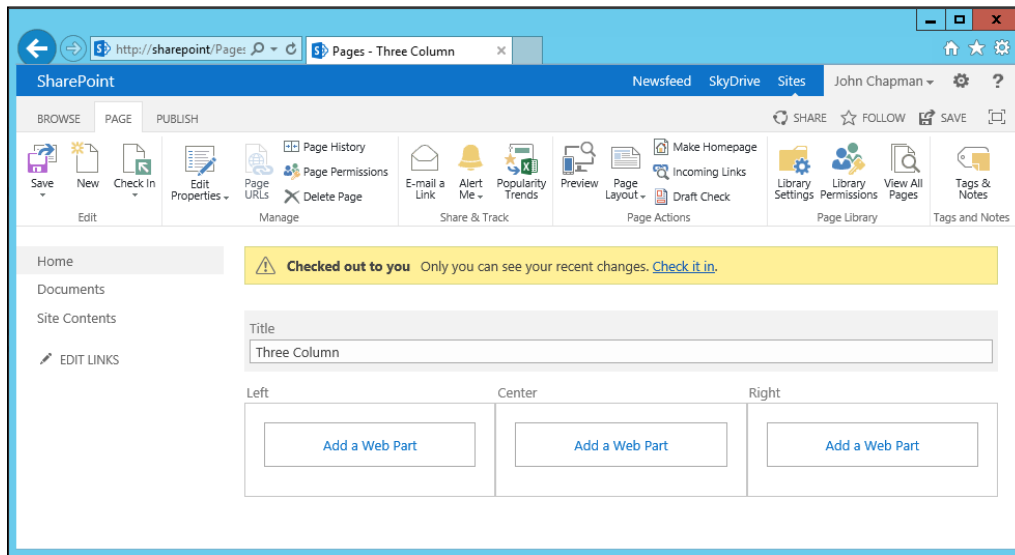 http://sharepoint/Page: Pages - Three Column
SharePoint Newsfeed SkyDrive Sites John Chapman ?
BROWSE PAGE PUBLISH SHARE FOLLOW SAVE
Save New Check In Edit Properties Page URLs Page History Page Permissions Delete Page E-mail a Link Alert Me Popularity Trends Preview Page Layout Make Homepage Incoming Links Draft Check Library Settings Library Permissions View All Pages Tags & Notes
Edit Manage Share & Track Page Actions Page Library Tags and Notes
Home
Checked out to you Only you can see your recent changes. Check it in.
Documents
Site Contents
EDIT LINKS
Title
Three Column
Left Center Right
Add a Web Part Add a Web Part Add a Web Part